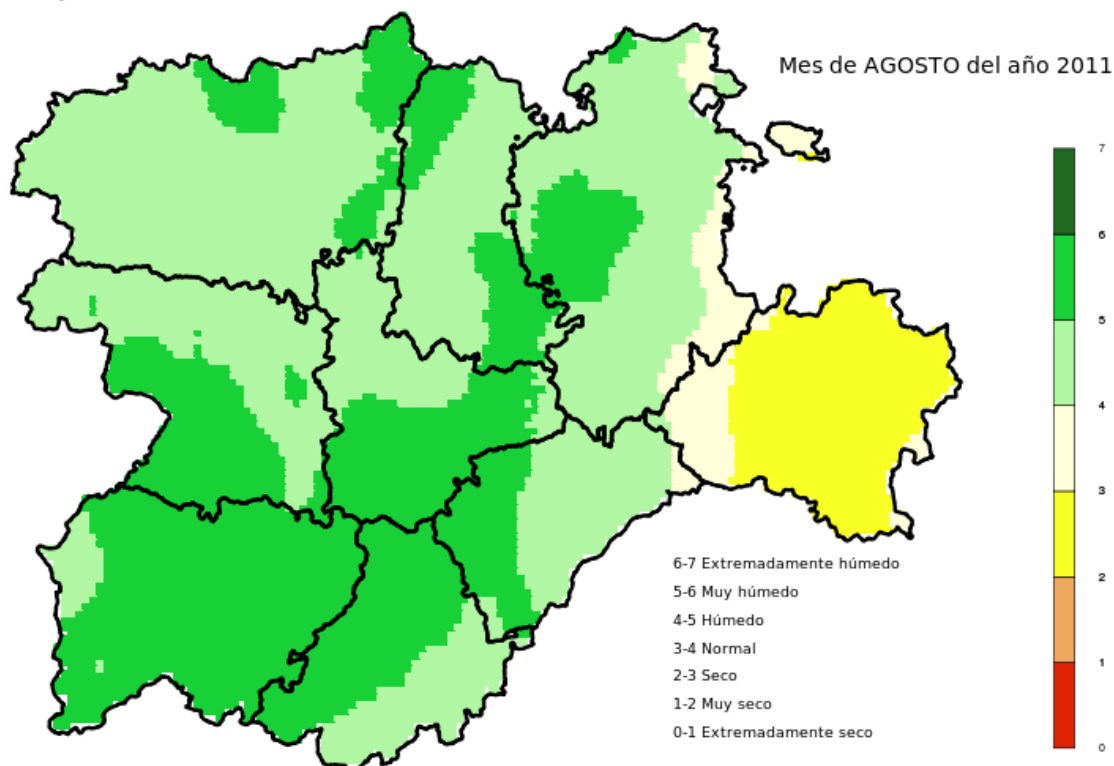 Mes de AGOSTO del año 2011
7
6
5
4
3
2
1
0
6-7 Extremadamente húmedo
5-6 Muy húmedo
4-5 Húmedo
3-4 Normal
2-3 Seco
1-2 Muy seco
0-1 Extremadamente seco